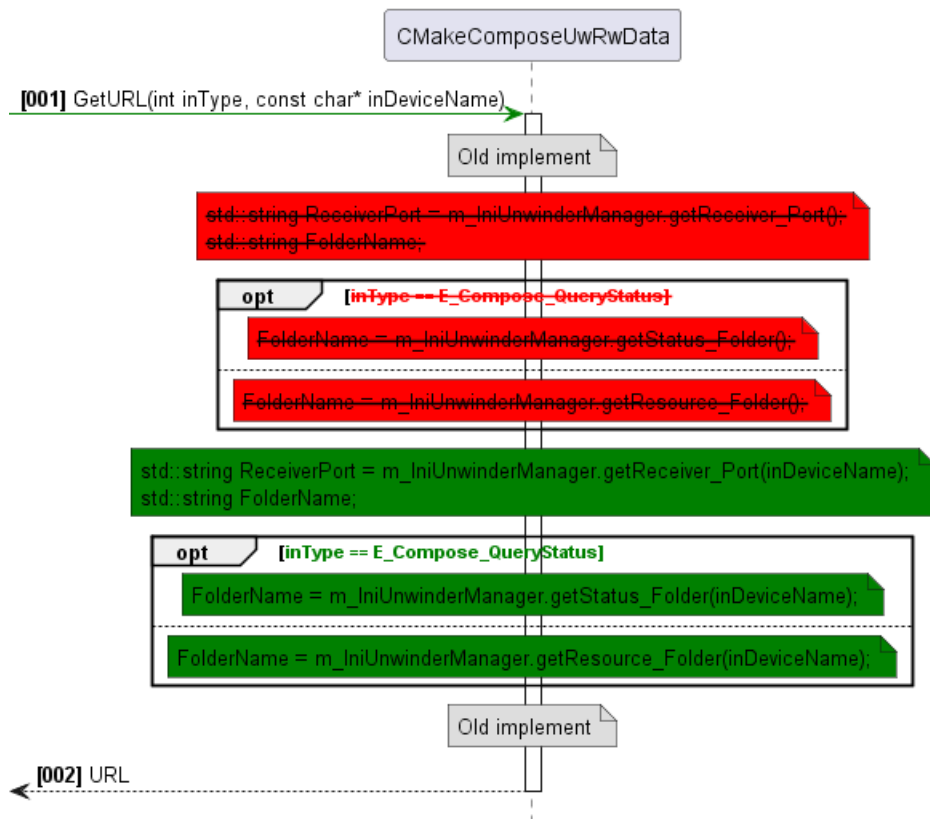 CMakeComposeUwRwData
[001] GetURL(int inType, const char* inDeviceName)
Old implement
std::string ReceiverPort = m_IniUnwinderManager.getReceiver_Port();
std::string FolderName;
opt [inType == E_Compose_QueryStatus]
FolderName = m_IniUnwinderManager.getStatus_Folder();
FolderName = m_IniUnwinderManager.getResource_Folder();
std::string ReceiverPort = m_IniUnwinderManager.getReceiver_Port(inDeviceName);
std::string FolderName;
opt [inType == E_Compose_QueryStatus]
FolderName = m_IniUnwinderManager.getStatus_Folder(inDeviceName);
FolderName = m_IniUnwinderManager.getResource_Folder(inDeviceName);
Old implement
[002] URL